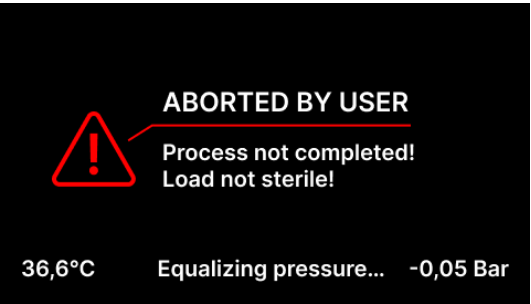 ABORTED BY USER
Process not completed!
Load not sterile!
36,6°C Equalizing pressure... -0,05 Bar